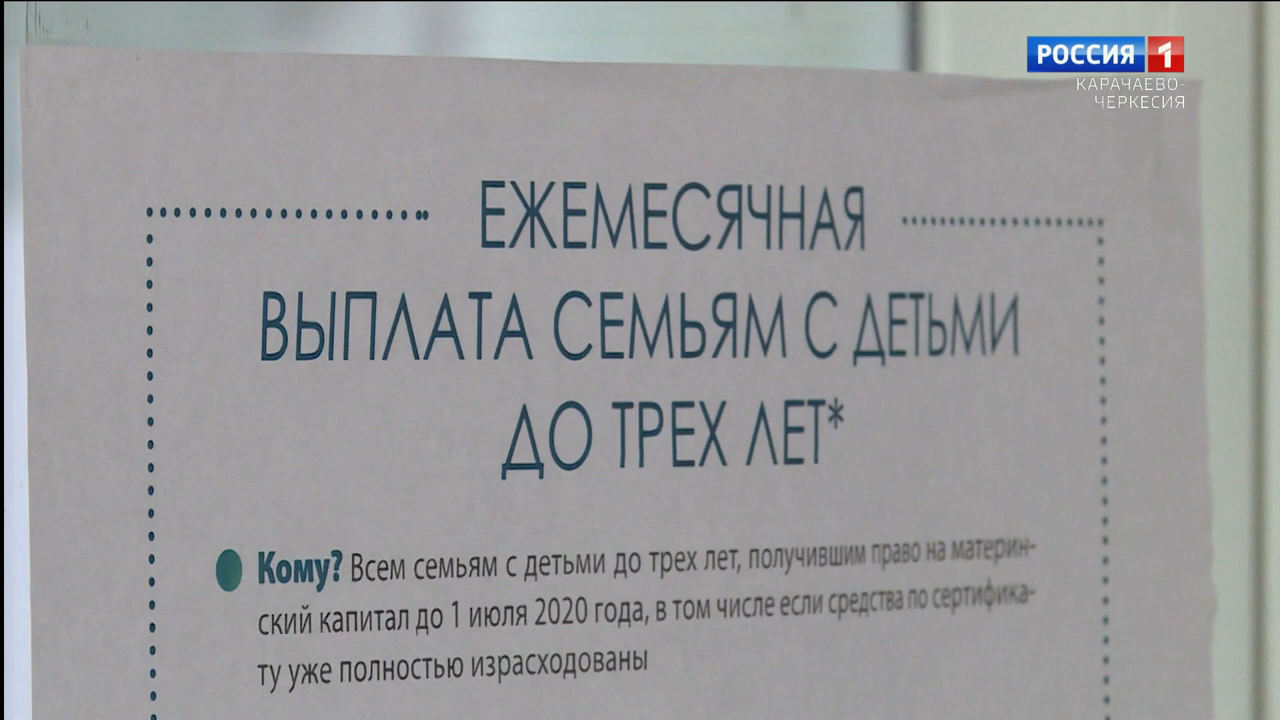 РОССИЯ 1
КАРАЧАЕВО-
ЧЕРКЕСИЯ
ЕЖЕМЕСЯЧНАЯ
ВЫПЛАТА СЕМЬЯМ С ДЕТЬМИ
ДО ТРЕХ ЛЕТ*
Кому? Всем семьям с детьми до трех лет, получившим право на материн-
ский капитал до 1 июля 2020 года, в том числе если средства по сертифика-
ту уже полностью израсходованы